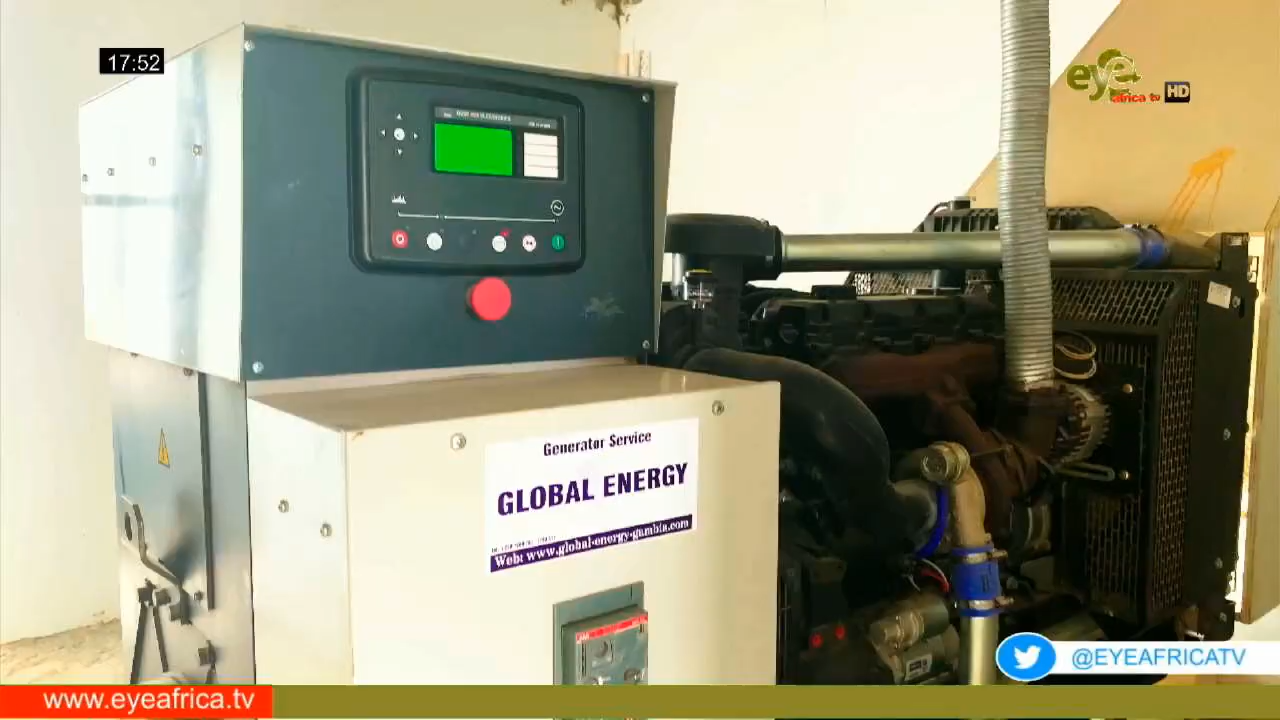 17:52
eye
africa tv HD
Generator Service
GLOBAL ENERGY
Web: www.global-energy-gambia.com
@EYEAFRICATV
www.eyeafrica.tv